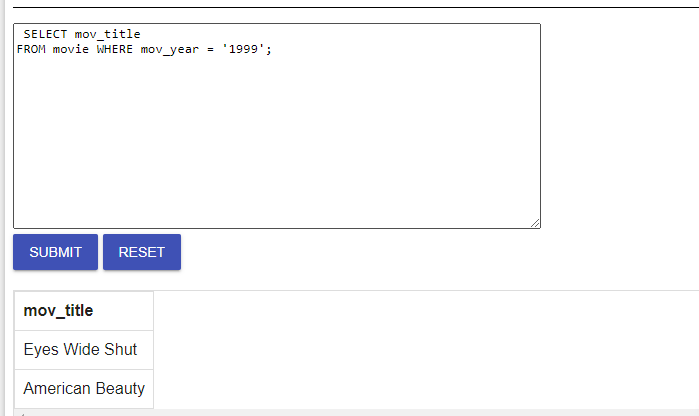 SELECT mov_title
FROM movie WHERE mov_year = '1999';
SUBMIT RESET
mov_title
Eyes Wide Shut
American Beauty